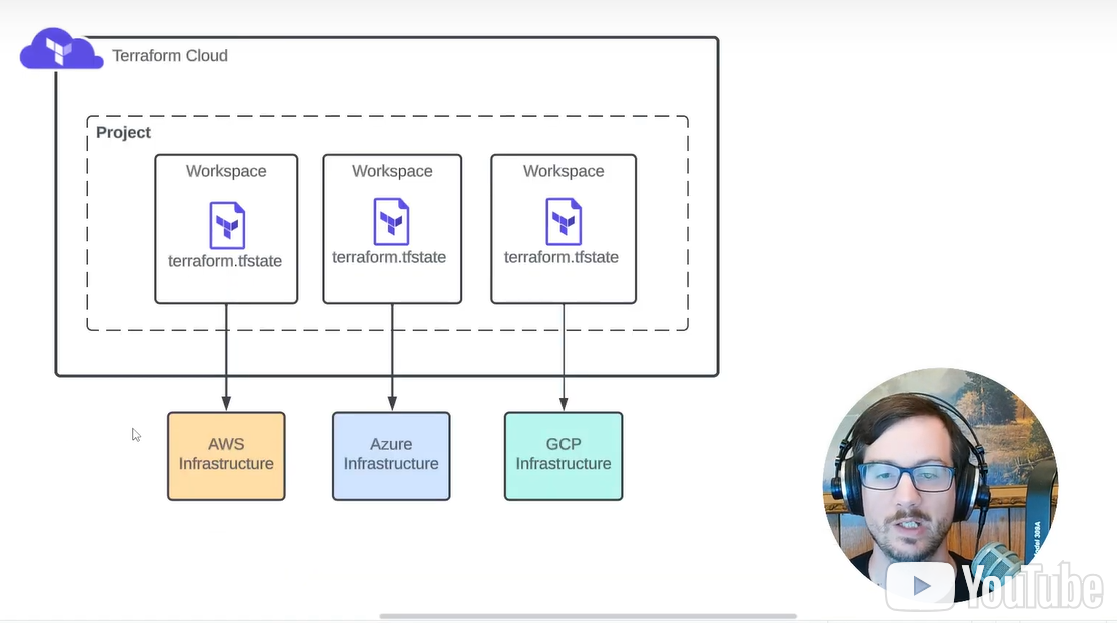 Terraform Cloud
Project
Workspace
Workspace
Workspace
terraform.tfstate
terraform.tfstate
terraform.tfstate
AWS
Infrastructure
Azure
Infrastructure
GCP
Infrastructure
309A
YouTube